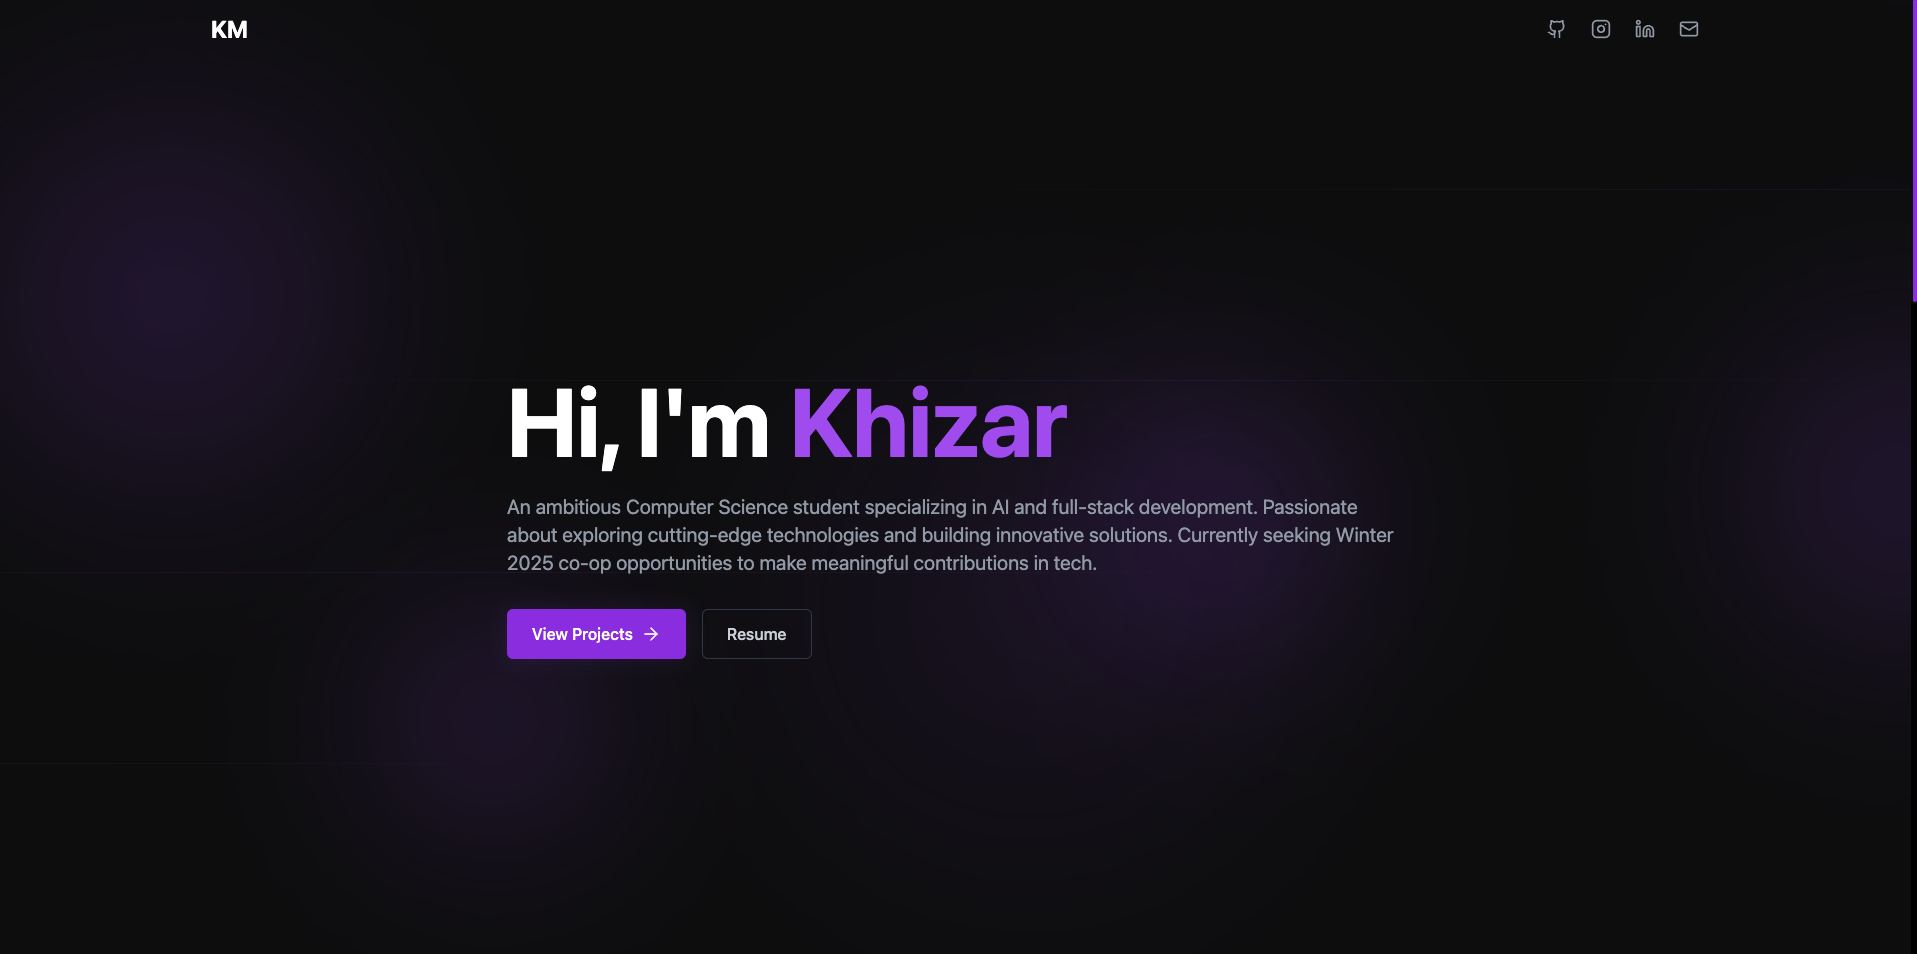 KM
Hi, I'm Khizar
An ambitious Computer Science student specializing in AI and full-stack development. Passionate
about exploring cutting-edge technologies and building innovative solutions. Currently seeking Winter
2025 co-op opportunities to make meaningful contributions in tech.
View Projects → Resume